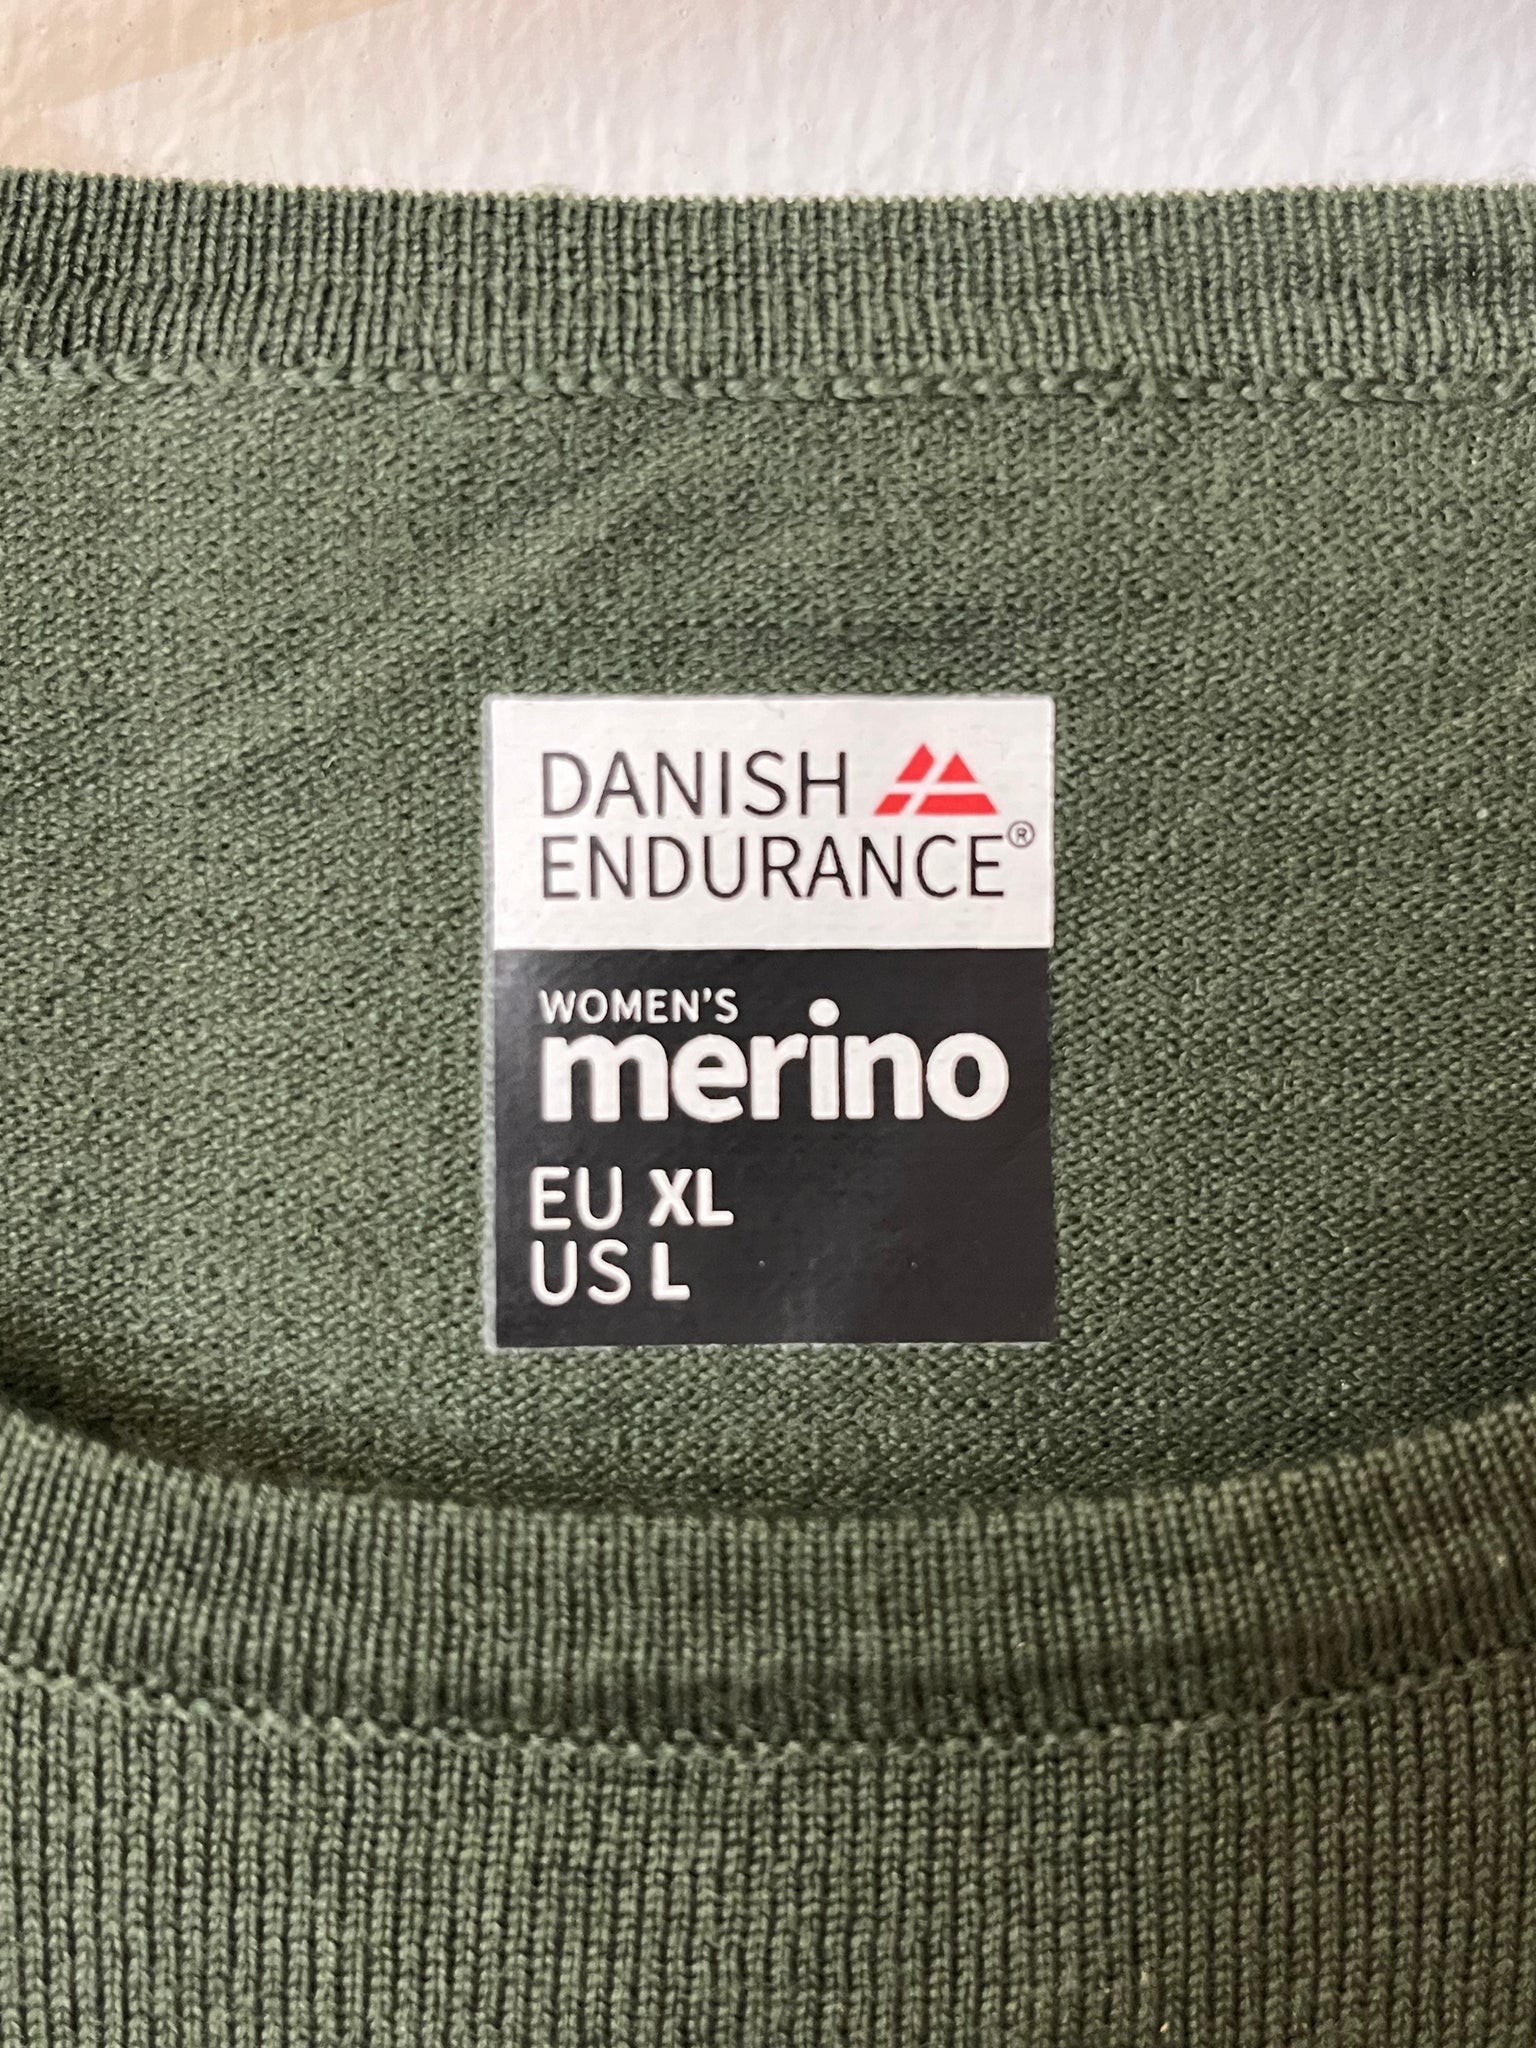 DANISH
ENDURANCE®
WOMEN'S
merino
EU XL
US L